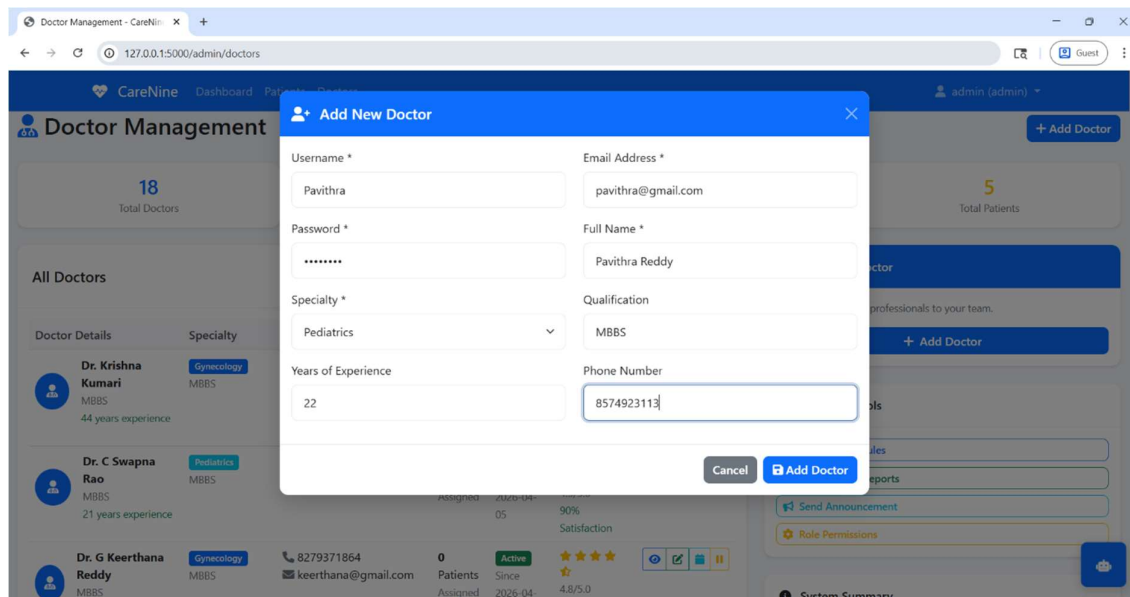 Doctor Management - CareNin
127.0.0.1:5000/admin/doctors
Guest
CareNine Dashboard
admin (admin)
Doctor Management
+ Add Doctor
18
Total Doctors
5
Total Patients
Add New Doctor
Username *
Email Address *
Pavithra
pavithra@gmail.com
Password *
Full Name *
••••••••
Pavithra Reddy
Specialty *
Qualification
Pediatrics
MBBS
Years of Experience
Phone Number
22
8574923113
Cancel
Add Doctor
All Doctors
Doctor Details Specialty
Dr. Krishna
Kumari
MBBS
44 years experience
Gynecology
MBBS
Dr. C Swapna
Rao
MBBS
21 years experience
Pediatrics
MBBS
Assigned
2026-04-
05
90%
Satisfaction
Dr. G Keerthana
Reddy
MBBS
Gynecology
MBBS
8279371864
keerthana@gmail.com
0
Patients
Assigned
Active
Since
2026-04-
4.8/5.0
professionals to your team.
+ Add Doctor
Send Announcement
Role Permissions
System Summary